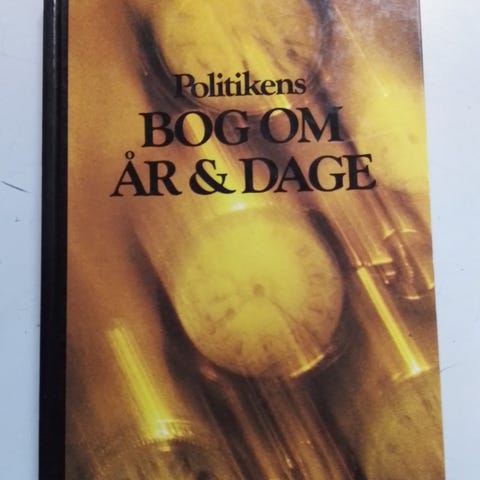 Politikens
BOG OM
ÅR & DAGE